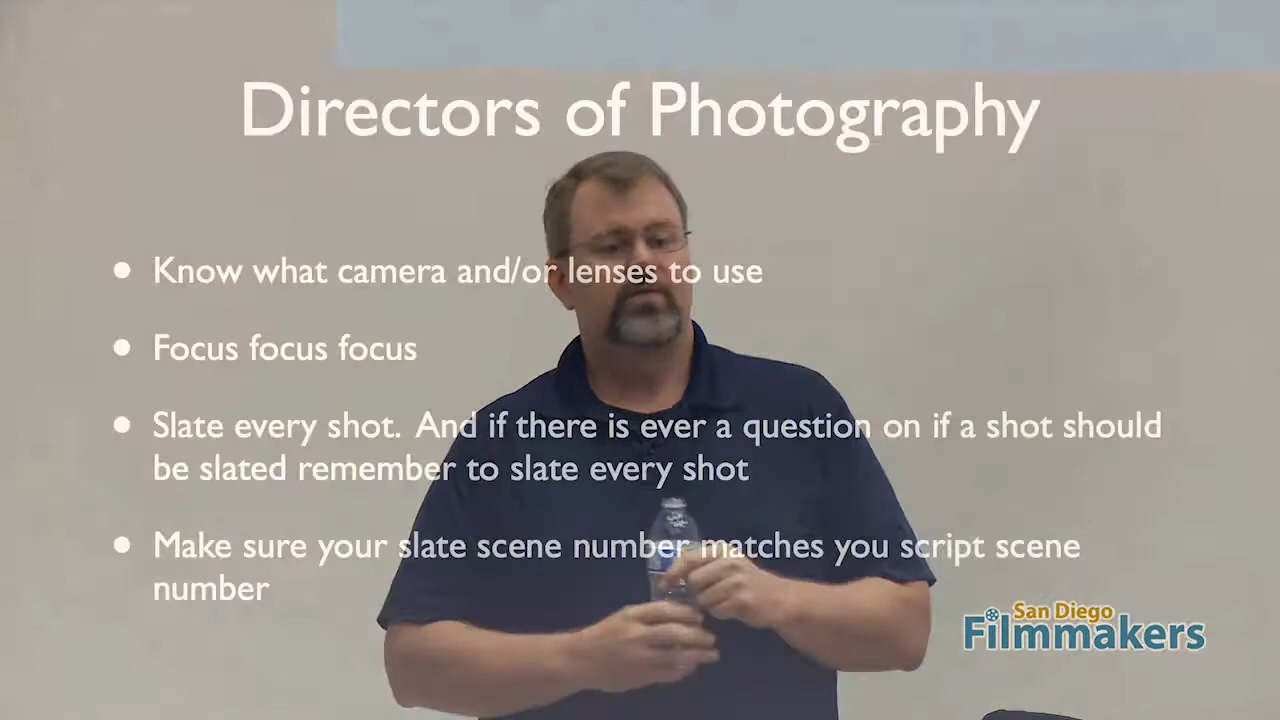 Directors of Photography
• Know what camera and/or lenses to use
• Focus focus focus
• Slate every shot. And if there is ever a question on if a shot should
be slated remember to slate every shot
• Make sure your slate scene number matches you script scene
number
San Diego
Filmmakers